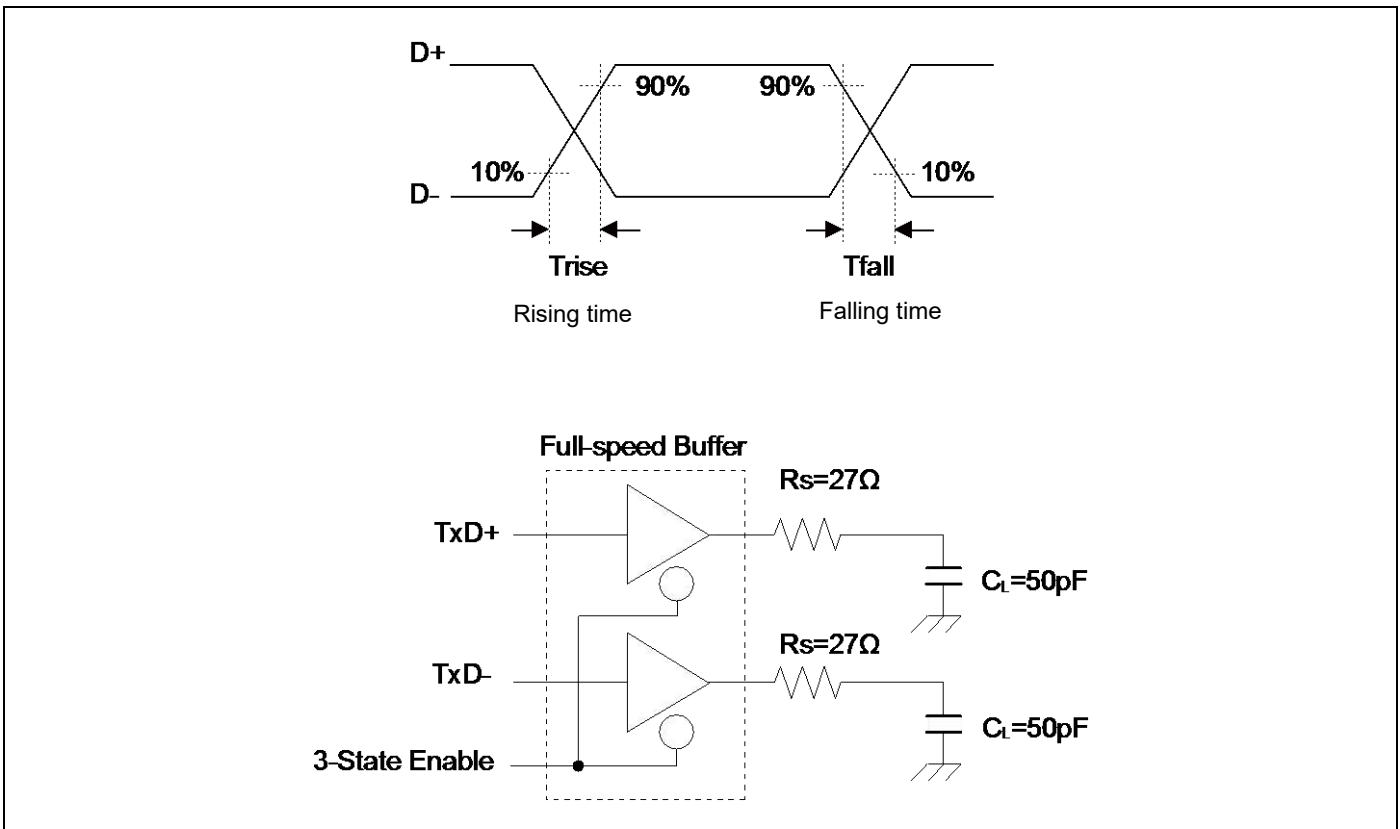 D+
90% 90%
10% 10%
D-
Trise Tfall
Rising time Falling time
Full-speed Buffer
Rs=27Ω
TxD+
CL=50pF
Rs=27Ω
TxD-
CL=50pF
3-State Enable